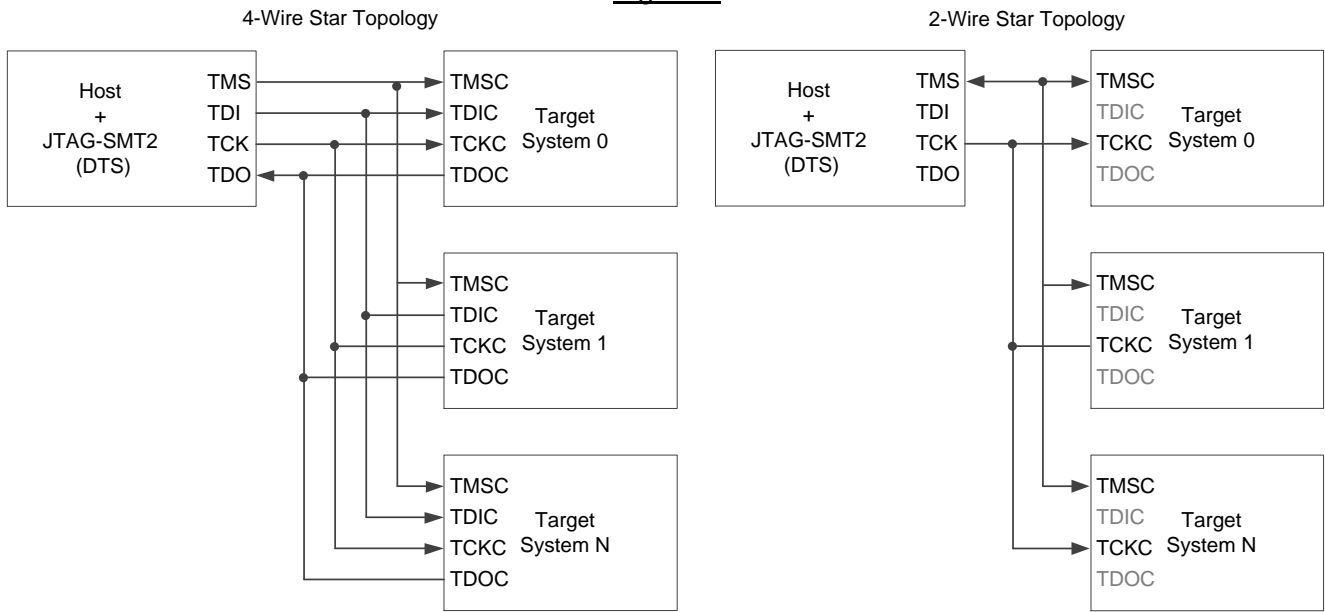 4-Wire Star Topology
Host
+
JTAG-SMT2
(DTS)
TMS
TDI
TCK
TDO
TMSC
TDIC
TCKC
TDOC
Target
System 0
TMSC
TDIC
TCKC
TDOC
Target
System 1
TMSC
TDIC
TCKC
TDOC
Target
System N
2-Wire Star Topology
Host
+
JTAG-SMT2
(DTS)
TMS
TDI
TCK
TDO
TMSC
TDIC
TCKC
TDOC
Target
System 0
TMSC
TDIC
TCKC
TDOC
Target
System 1
TMSC
TDIC
TCKC
TDOC
Target
System N